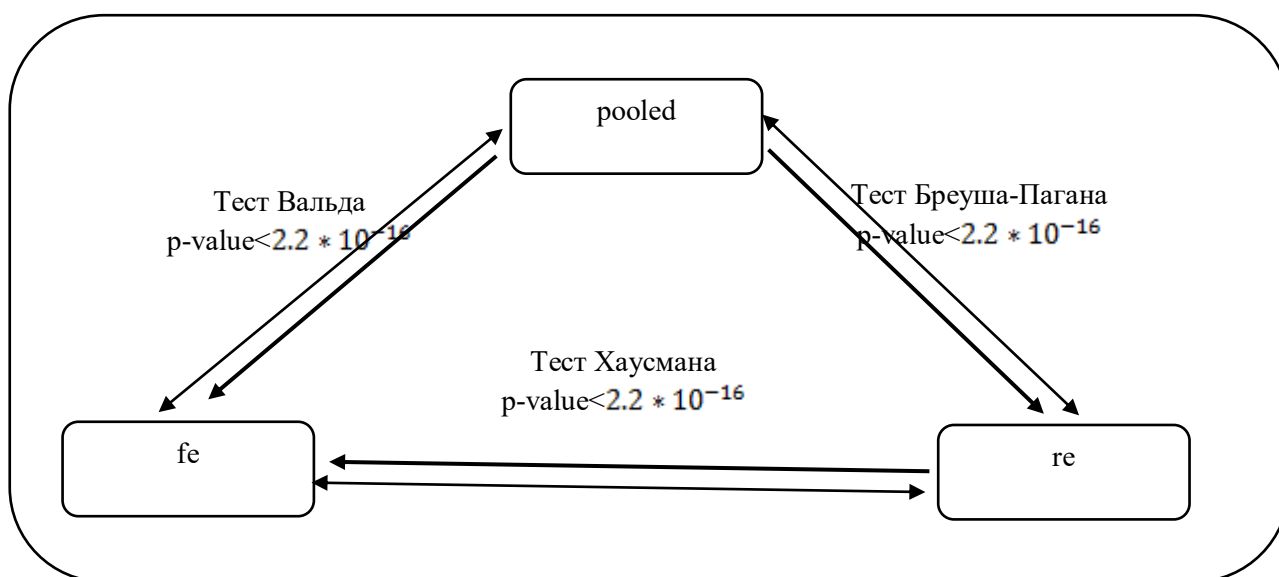 pooled
Тест Вальда
p-value<2.2 * 10⁻¹⁶
Тест Бреуша-Пагана
p-value<2.2 * 10⁻¹⁶
Тест Хаусмана
p-value<2.2 * 10⁻¹⁶
fe
re